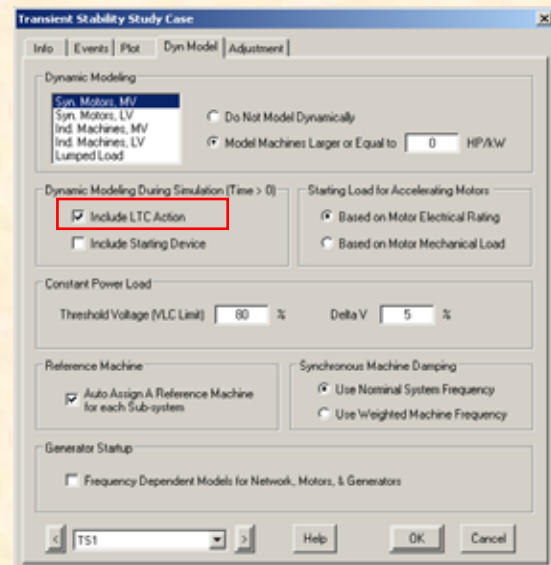 Transient Stability Study Case
Info Events Plot Dyn Model Adjustment
Dynamic Modeling
Syn. Motors, MV
Syn. Motors, LV
Ind. Machines, MV
Ind. Machines, LV
Lumped Load
Do Not Model Dynamically
Model Machines Larger or Equal to 0 HP/kW
Dynamic Modeling During Simulation (Time > 0)
Include LTC Action
Include Starting Device
Starting Load for Accelerating Motors
Based on Motor Electrical Rating
Based on Motor Mechanical Load
Constant Power Load
Threshold Voltage (VLC Limit) 80 % Delta V 5 %
Reference Machine
Auto Assign A Reference Machine
for each Sub-system
Synchronous Machine Damping
Use Nominal System Frequency
Use Weighted Machine Frequency
Generator Startup
Frequency Dependent Models for Network, Motors, & Generators
< TS1 > Help OK Cancel